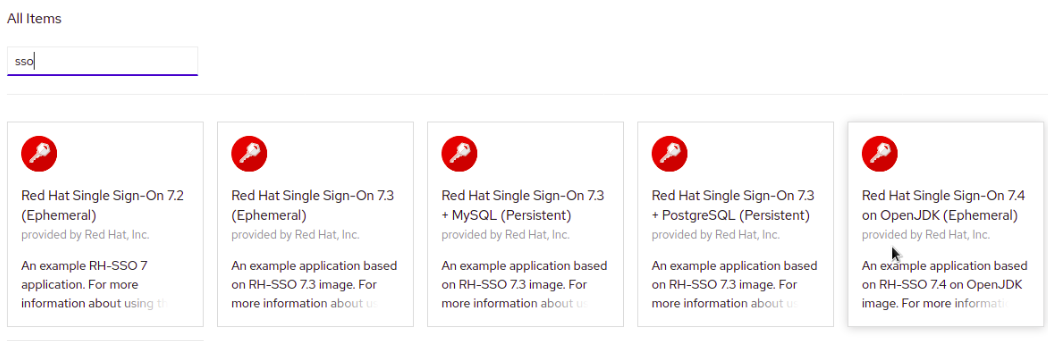 All Items
sso
Red Hat Single Sign-On 7.2
(Ephemeral)
provided by Red Hat, Inc.
An example RH-SSO 7
application. For more
information about using th
Red Hat Single Sign-On 7.3
(Ephemeral)
provided by Red Hat, Inc.
An example application based
on RH-SSO 7.3 image. For
more information about us
Red Hat Single Sign-On 7.3
+ MySQL (Persistent)
provided by Red Hat, Inc.
An example application based
on RH-SSO 7.3 image. For
more information about us
Red Hat Single Sign-On 7.3
+ PostgreSQL (Persistent)
provided by Red Hat, Inc.
An example application based
on RH-SSO 7.3 image. For
more information about us
Red Hat Single Sign-On 7.4
on OpenJDK (Ephemeral)
provided by Red Hat, Inc.
An example application based
on RH-SSO 7.4 on OpenJDK
image. For more informati